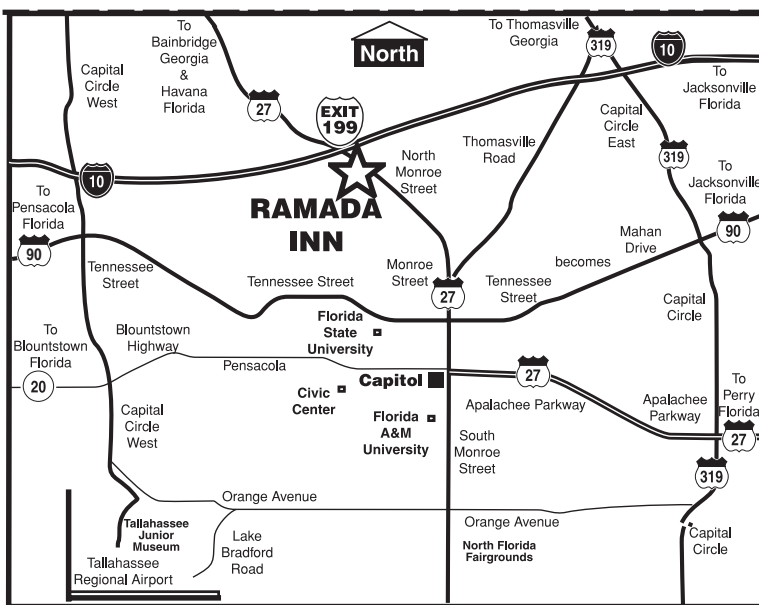 To
Bainbridge
Georgia
&
Havana
Florida
North
To Thomasville
Georgia
319
10
Capital
Circle
West
27
EXIT
199
To
Jacksonville
Florida
Capital
Circle
East
Thomasville
Road
North
Monroe
Street
319
10
To
Jacksonville
Florida
To
Pensacola
Florida
RAMADA
INN
Mahan
Drive
90
90
becomes
Tennessee
Street
Tennessee Street
Monroe
Street
Tennessee
Street
27
Capital
Circle
To
Blountstown
Florida
Blountstown
Highway
Florida
State
University
Pensacola
20
Capitol
27
Civic
Center
Apalachee Parkway
Apalachee
Parkway
To
Perry
Florida
Capital
Circle
West
Florida
A&M
University
South
Monroe
Street
27
319
Orange Avenue
Orange Avenue
Tallahassee
Junior
Museum
Lake
Bradford
Road
North Florida
Fairgrounds
Capital
Circle
Tallahassee
Regional Airport